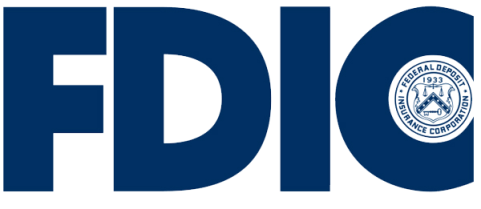 FDIC
FEDERAL DEPOSIT
1933
INSURANCE CORPORATION